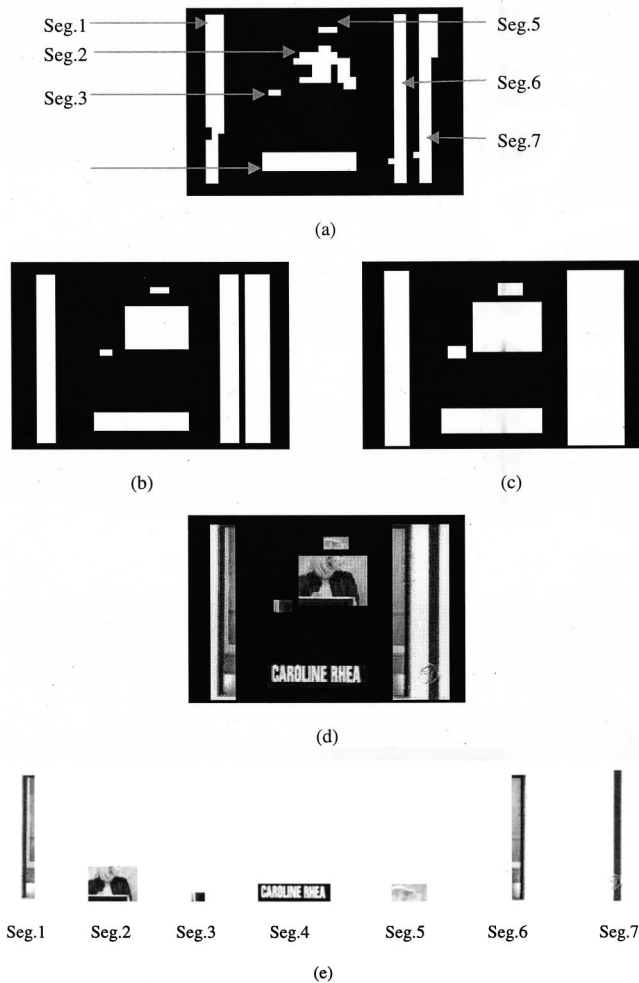 Seg.1
Seg.5
Seg.2
Seg.6
Seg.3
Seg.7
(a)
(b)
(c)
CAROLINE RHEA
(d)
CAROLINE RHEA
Seg.1 Seg.2 Seg.3 Seg.4 Seg.5 Seg.6 Seg.7
(e)